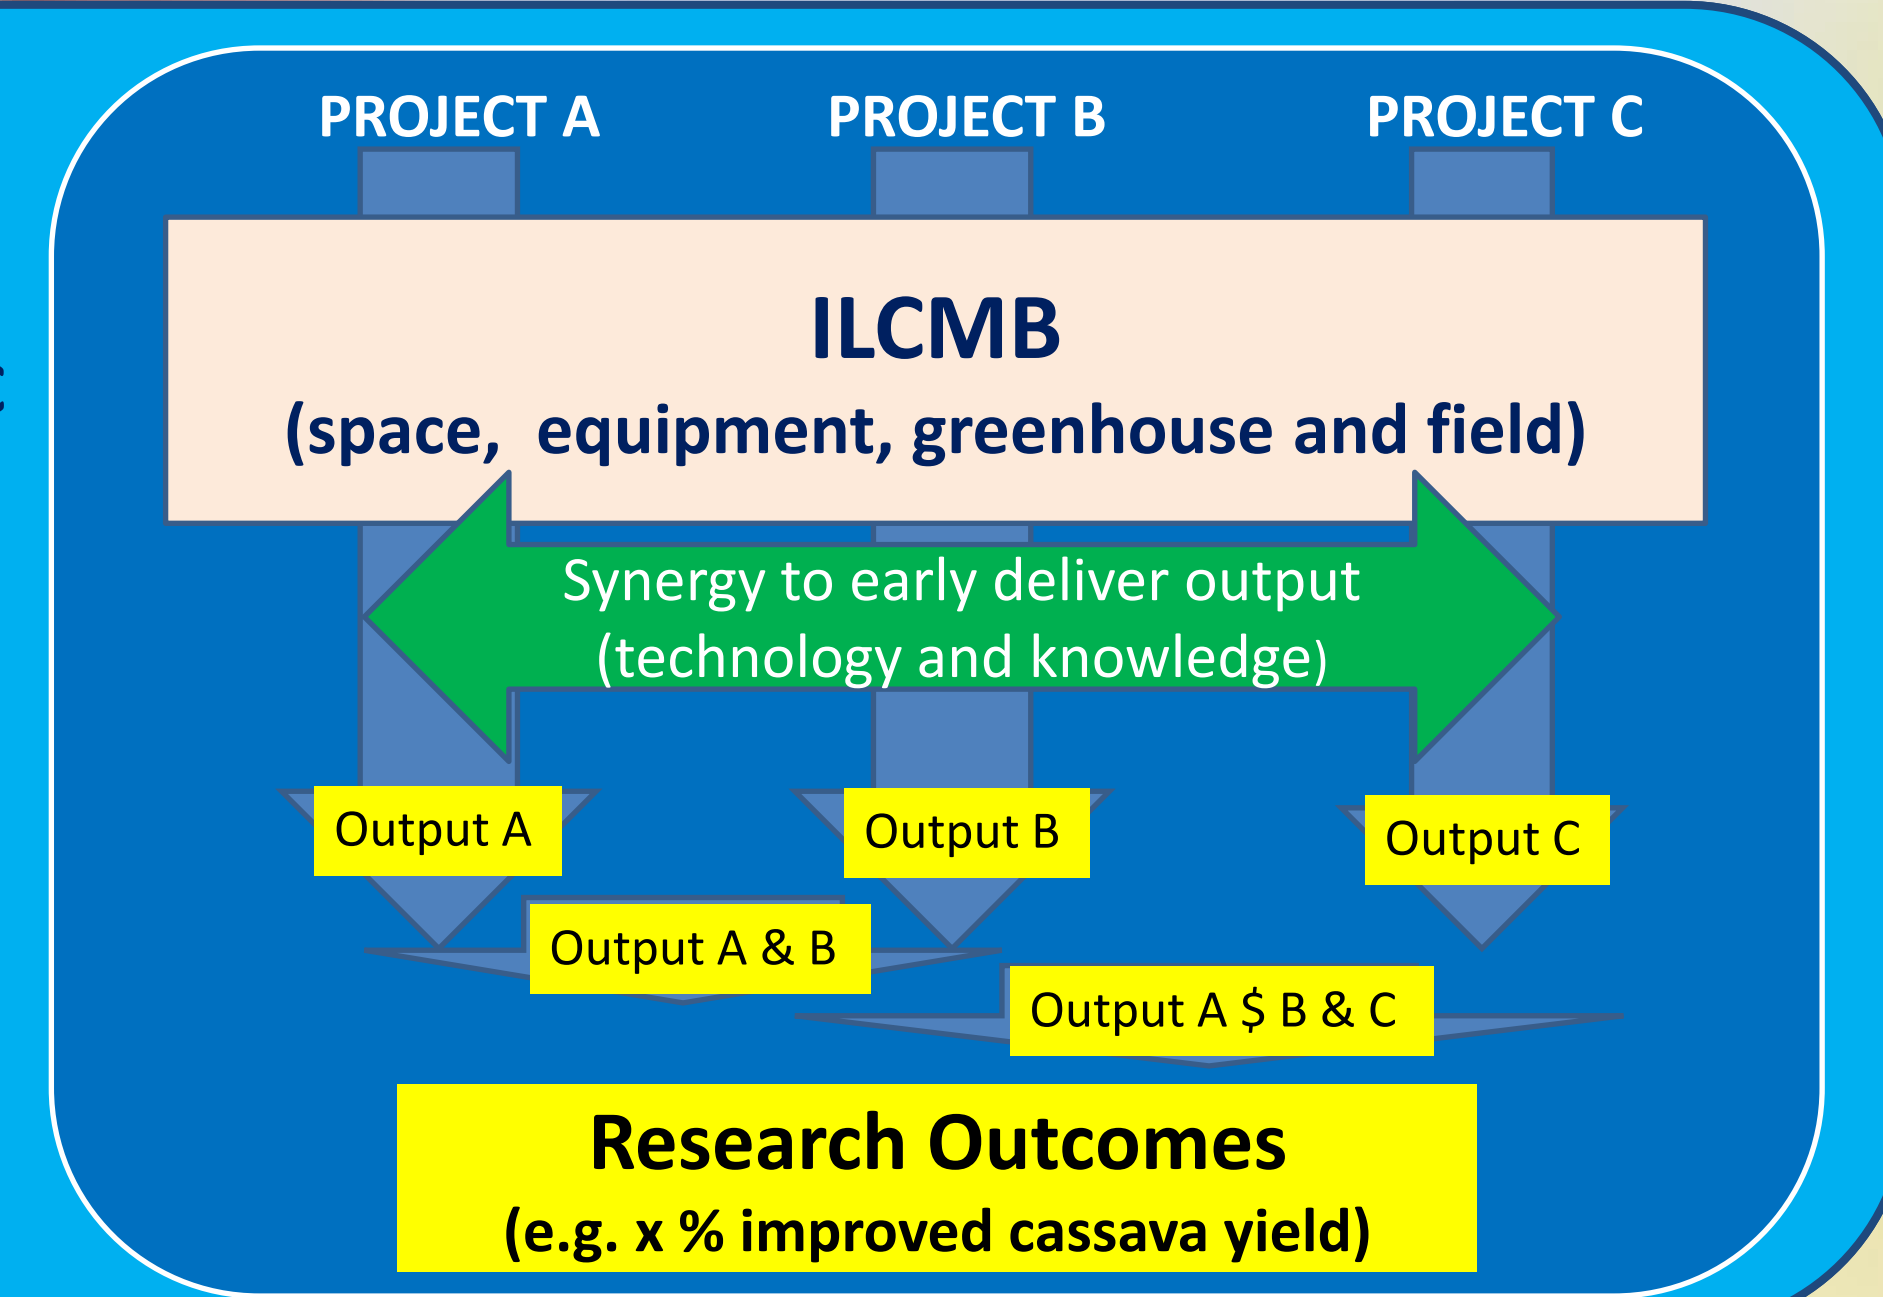 PROJECT A
PROJECT B
PROJECT C
ILCMB
(space, equipment, greenhouse and field)
Synergy to early deliver output
(technology and knowledge)
Output A
Output B
Output C
Output A & B
Output A $ B & C
Research Outcomes
(e.g. x % improved cassava yield)